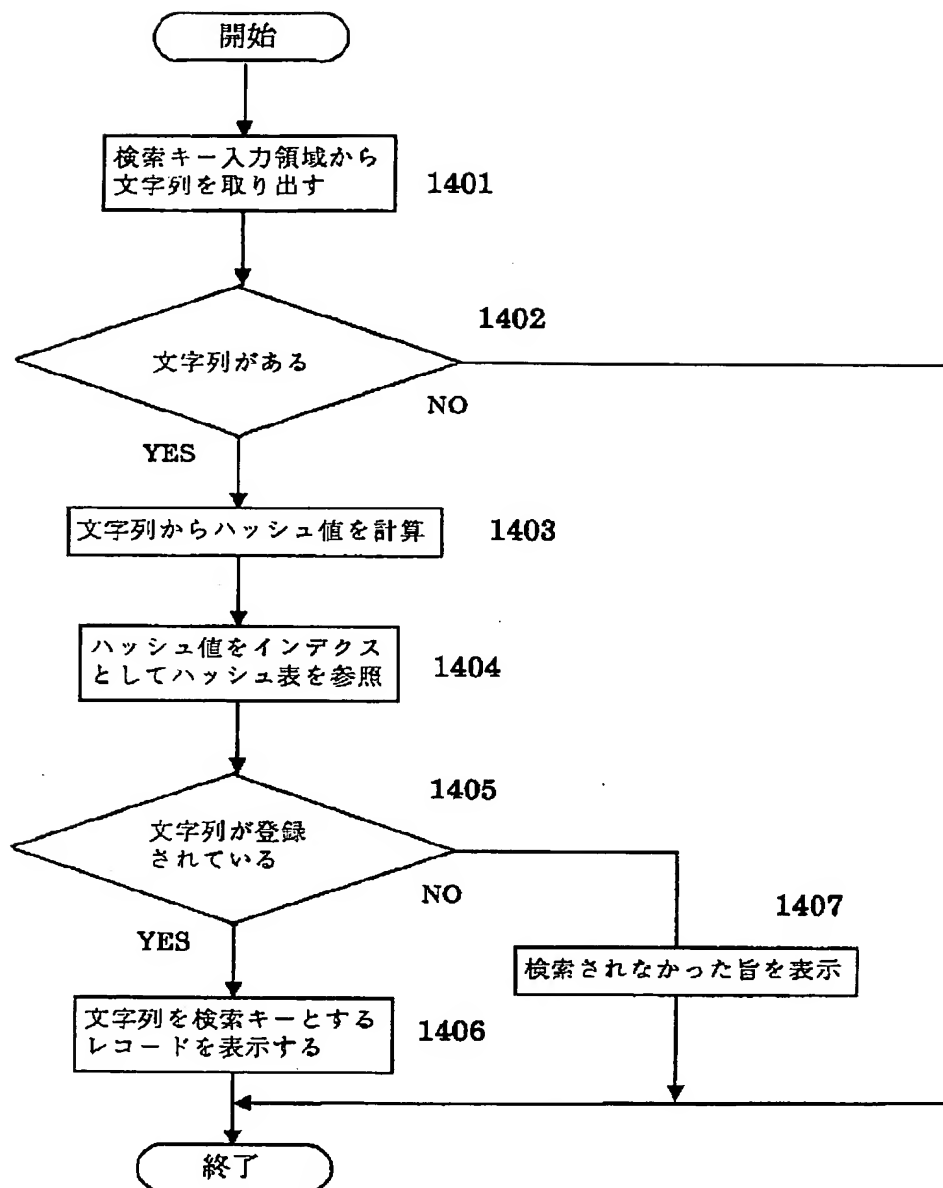 開始
検索キー入力領域から
文字列を取り出す
1401
1402
文字列がある
NO
YES
文字列からハッシュ値を計算
1403
ハッシュ値をインデクス
としてハッシュ表を参照
1404
1405
文字列が登録
されている
NO
1407
YES
検索されなかった旨を表示
文字列を検索キーとする
レコードを表示する
1406
終了